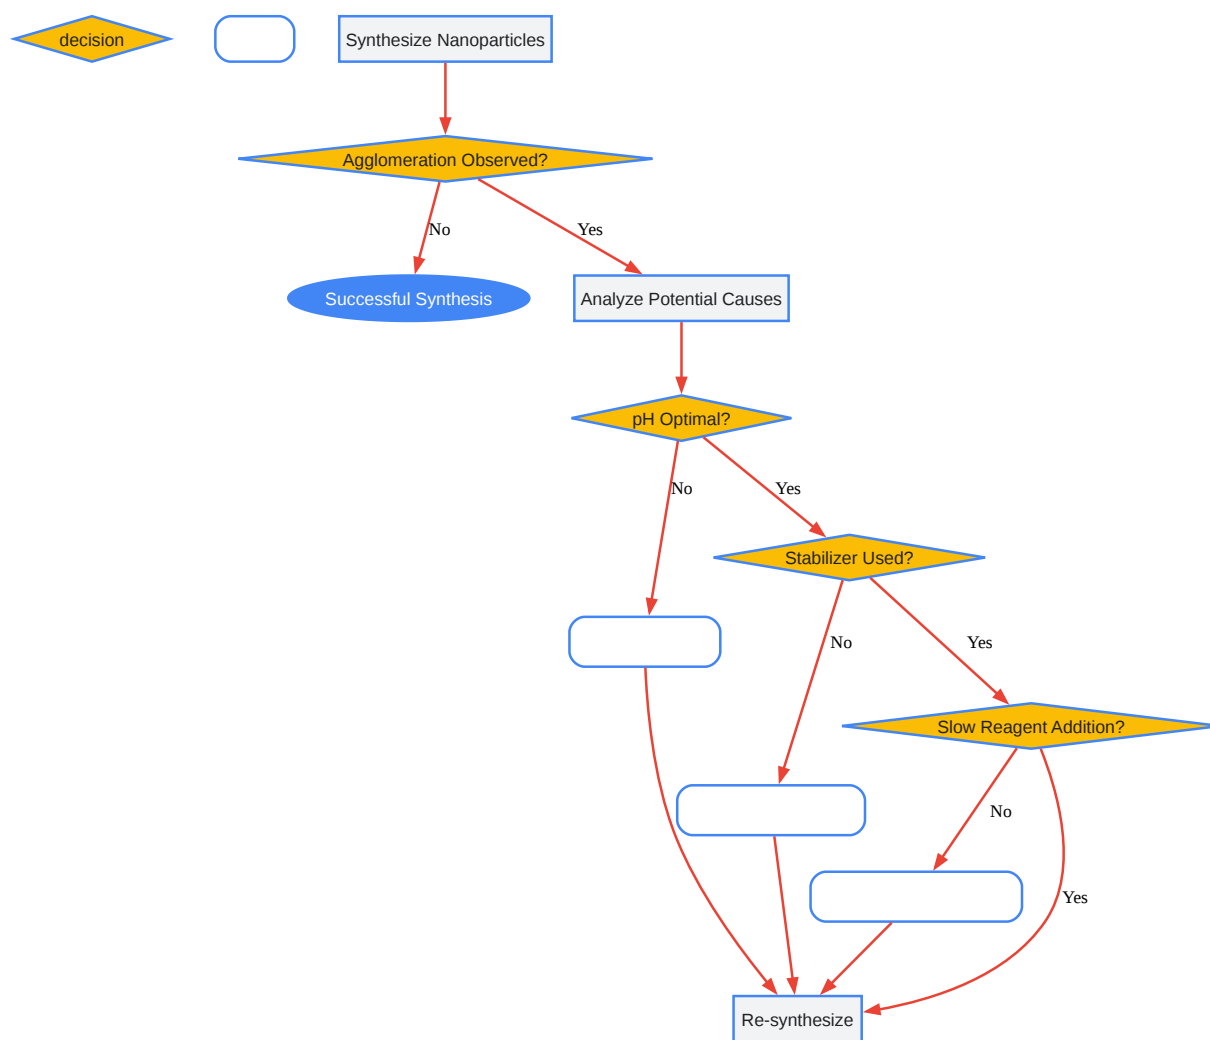 decision
Synthesize Nanoparticles
Agglomeration Observed?
No
Yes
Successful Synthesis
Analyze Potential Causes
pH Optimal?
No
Yes
Stabilizer Used?
No
Yes
Slow Reagent Addition?
No
Yes
Re-synthesize